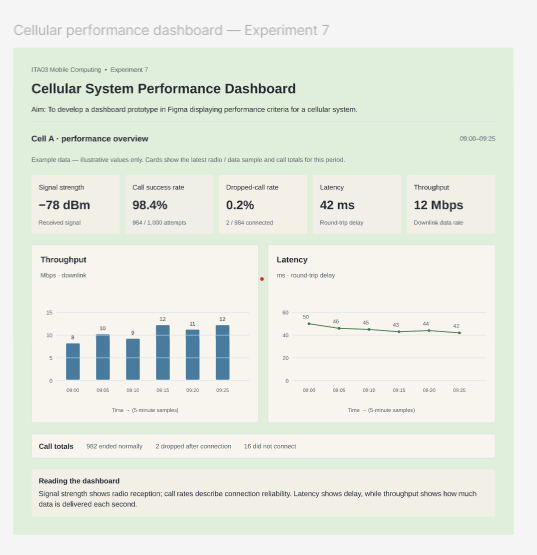 Cellular performance dashboard — Experiment 7
ITA03 Mobile Computing • Experiment 7
Cellular System Performance Dashboard
Aim: To develop a dashboard prototype in Figma displaying performance criteria for a cellular system.
Cell A - performance overview
09:00–09:25
Example data — illustrative values only. Cards show the latest radio / data sample and call totals for this period.
Signal strength
−78 dBm
Received signal
Call success rate
98.4%
984 / 1,000 attempts
Dropped-call rate
0.2%
2 / 984 connected
Latency
42 ms
Round-trip delay
Throughput
12 Mbps
Downlink data rate
Throughput
Mbps · downlink
15
10
5
0
8
10
9
12
11
12
09:00 09:05 09:10 09:15 09:20 09:25
Time → (5-minute samples)
Latency
ms · round-trip delay
60
40
20
0
50
46
45
43
44
42
09:00 09:05 09:10 09:15 09:20 09:25
Time → (5-minute samples)
Call totals 982 ended normally 2 dropped after connection 16 did not connect
Reading the dashboard
Signal strength shows radio reception; call rates describe connection reliability. Latency shows delay, while throughput shows how much
data is delivered each second.